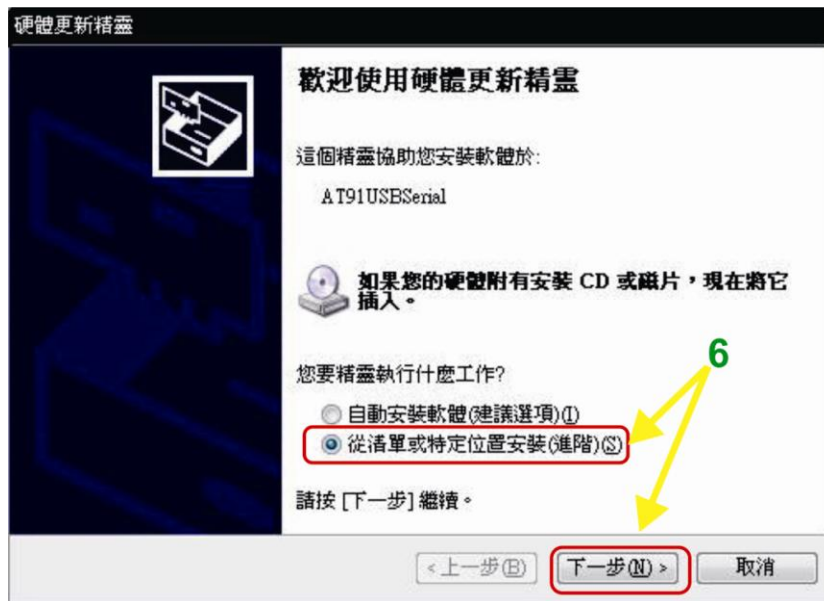 硬體更新精靈
歡迎使用硬體更新精靈
這個精靈協助您安裝軟體於:
AT91USBSerial
如果您的硬體附有安裝 CD 或磁片，現在將它
插入。
6
您要精靈執行什麼工作?
自動安裝軟體(建議選項)(I)
從清單或特定位置安裝(進階)(S)
請按 [下一步] 繼續。
<上一步(B) 下一步(N) > 取消